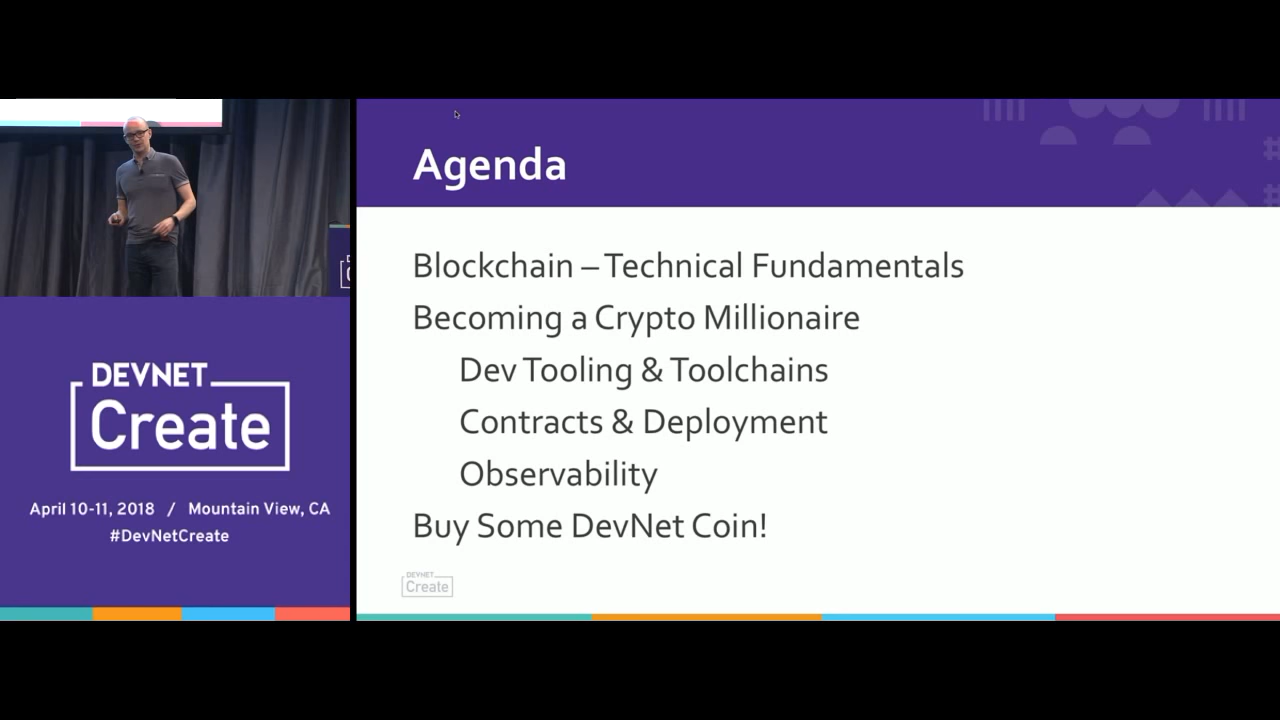 DEVNET
Create
April 10-11, 2018 / Mountain View, CA
#DevNetCreate
Agenda
Blockchain – Technical Fundamentals
Becoming a Crypto Millionaire
Dev Tooling & Toolchains
Contracts & Deployment
Observability
Buy Some DevNet Coin!
DEVNET
Create